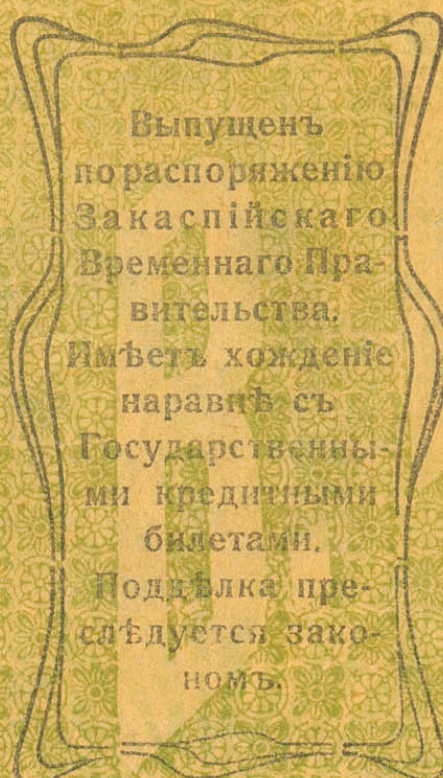 Выпущенъ
по распоряженію
Закаспійскаго
Временнаго Пра-
вительства.
Имѣетъ хожденіе
наравнѣ съ
Государственны-
ми кредитными
билетами.
Поддѣлка пре-
слѣдуется зако-
номъ.